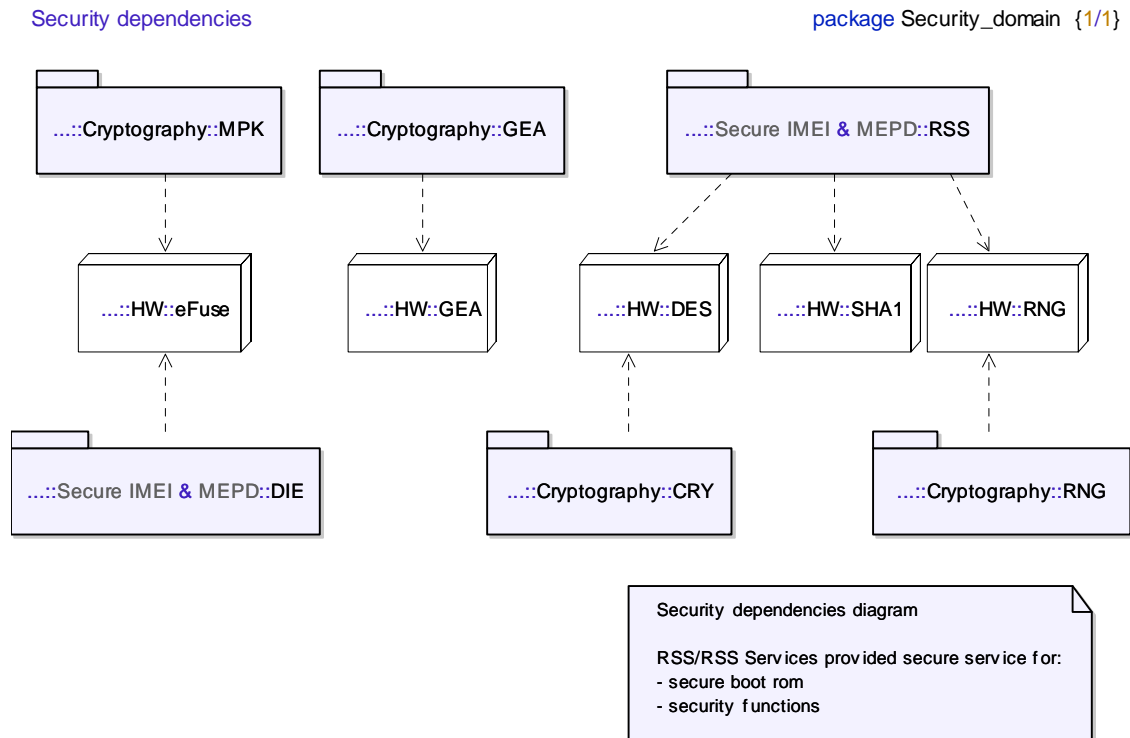 Security dependencies
package Security_domain {1/1}
...::Cryptography::MPK
...::Cryptography::GEA
...::Secure IMEI & MEPD::RSS
...::HW::eFuse
...::HW::GEA
...::HW::DES
...::HW::SHA1
...::HW::RNG
...::Secure IMEI & MEPD::DIE
...::Cryptography::CRY
...::Cryptography::RNG
Security dependencies diagram
RSS/RSS Services provided secure service for:
- secure boot rom
- security functions